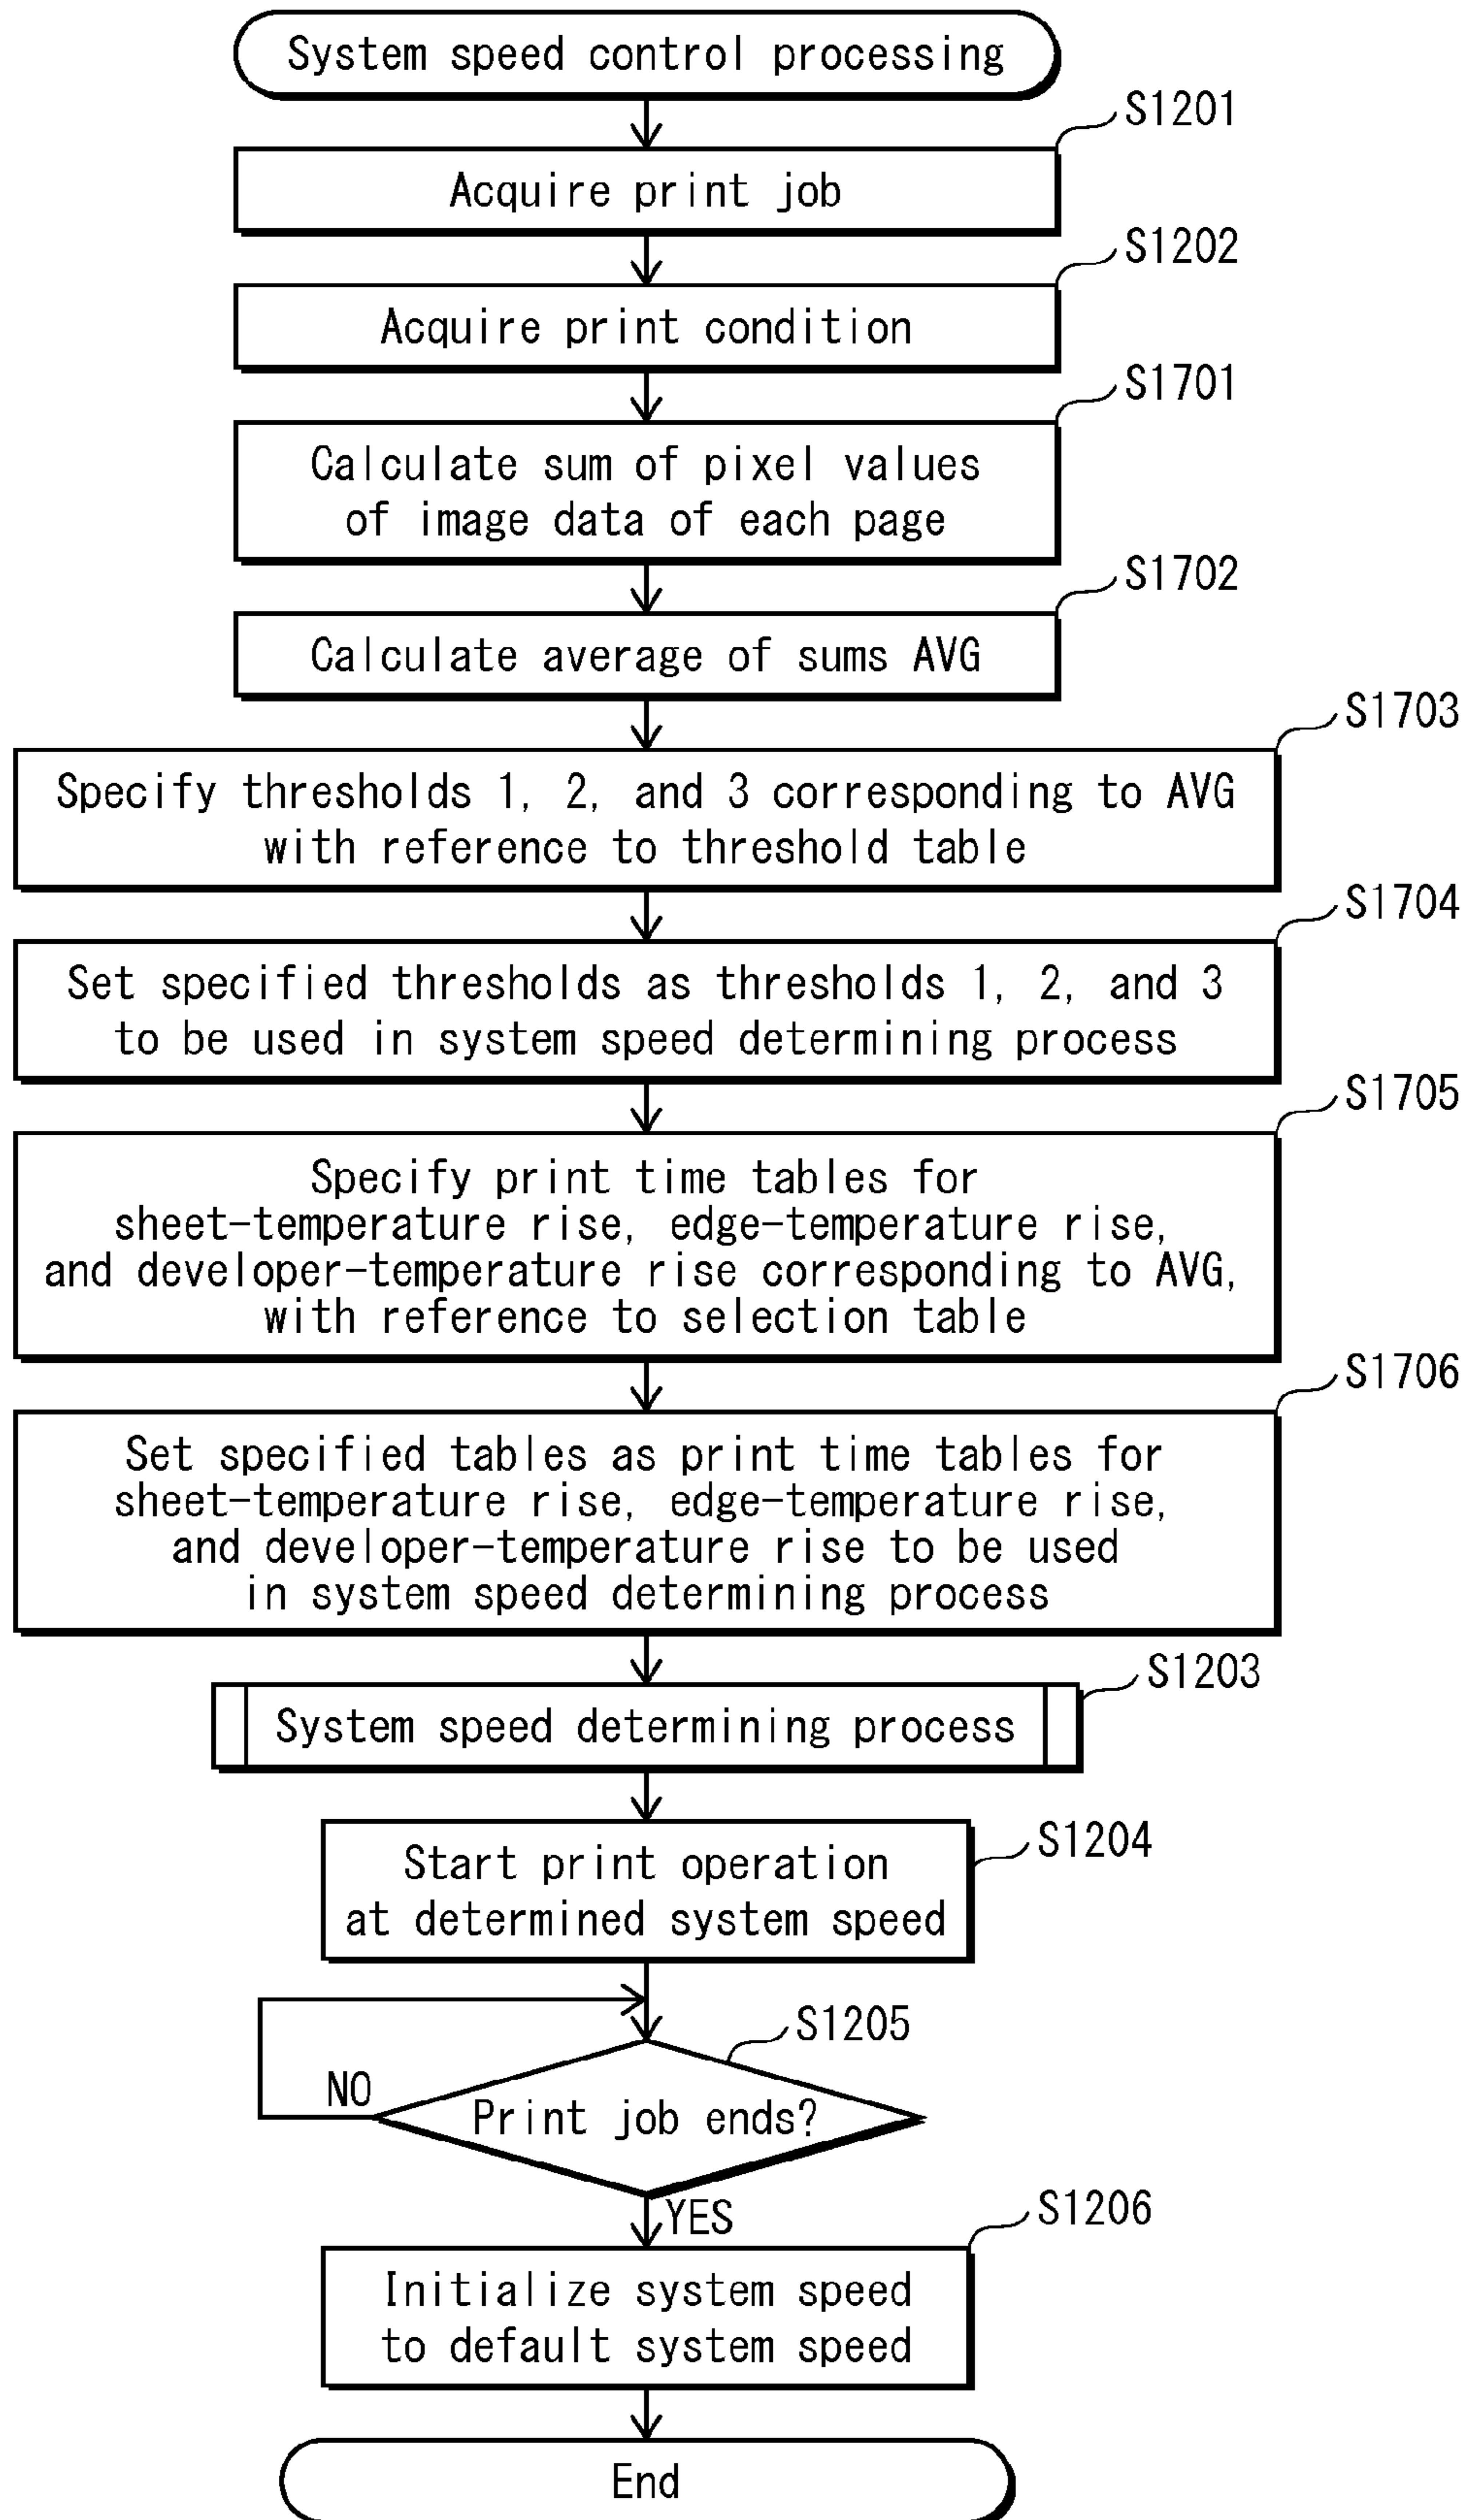 System speed control processing
S1201
Acquire print job
S1202
Acquire print condition
S1701
Calculate sum of pixel values
of image data of each page
S1702
Calculate average of sums AVG
S1703
Specify thresholds 1, 2, and 3 corresponding to AVG
with reference to threshold table
S1704
Set specified thresholds as thresholds 1, 2, and 3
to be used in system speed determining process
S1705
Specify print time tables for
sheet-temperature rise, edge-temperature rise,
and developer-temperature rise corresponding to AVG,
with reference to selection table
S1706
Set specified tables as print time tables for
sheet-temperature rise, edge-temperature rise,
and developer-temperature rise to be used
in system speed determining process
S1203
System speed determining process
S1204
Start print operation
at determined system speed
S1205
NO
Print job ends?
YES
S1206
Initialize system speed
to default system speed
End